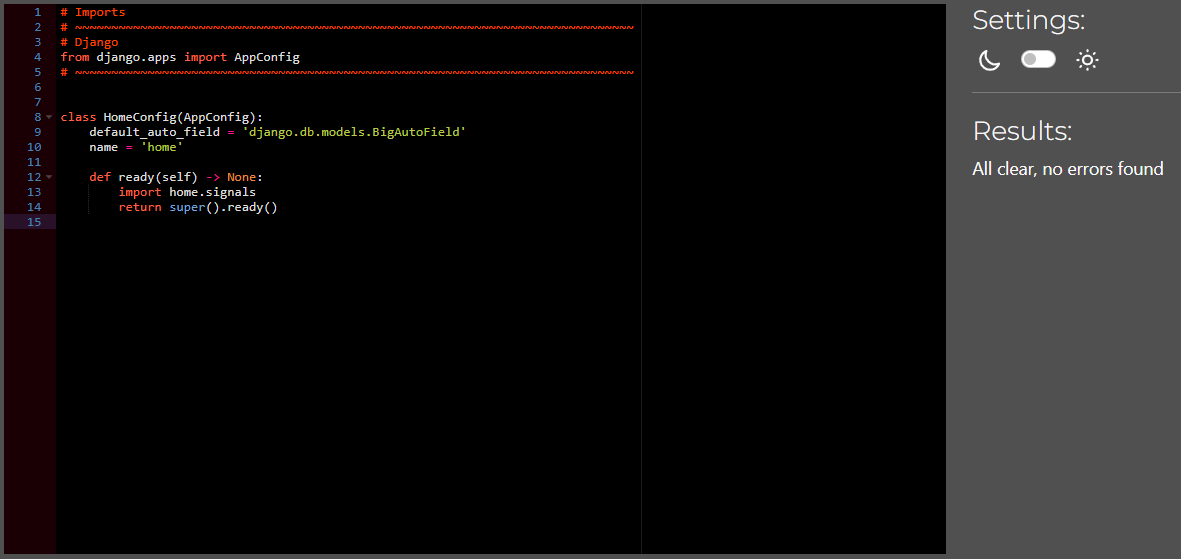 1 # Imports
2 # ~~~~~~~~~~~~~~~~~~~~~~~~~~~~~~~~~~~~~~~~~~~~~~~~~~~~~~~~~~~~~~~~~~~~~~~~~~~~~
3 # Django
4 from django.apps import AppConfig
5 # ~~~~~~~~~~~~~~~~~~~~~~~~~~~~~~~~~~~~~~~~~~~~~~~~~~~~~~~~~~~~~~~~~~~~~~~~~~~~~
6
7
8 class HomeConfig(AppConfig):
9     default_auto_field = 'django.db.models.BigAutoField'
10     name = 'home'
11
12     def ready(self) -> None:
13         import home.signals
14         return super().ready()
15
Settings:
Results:
All clear, no errors found